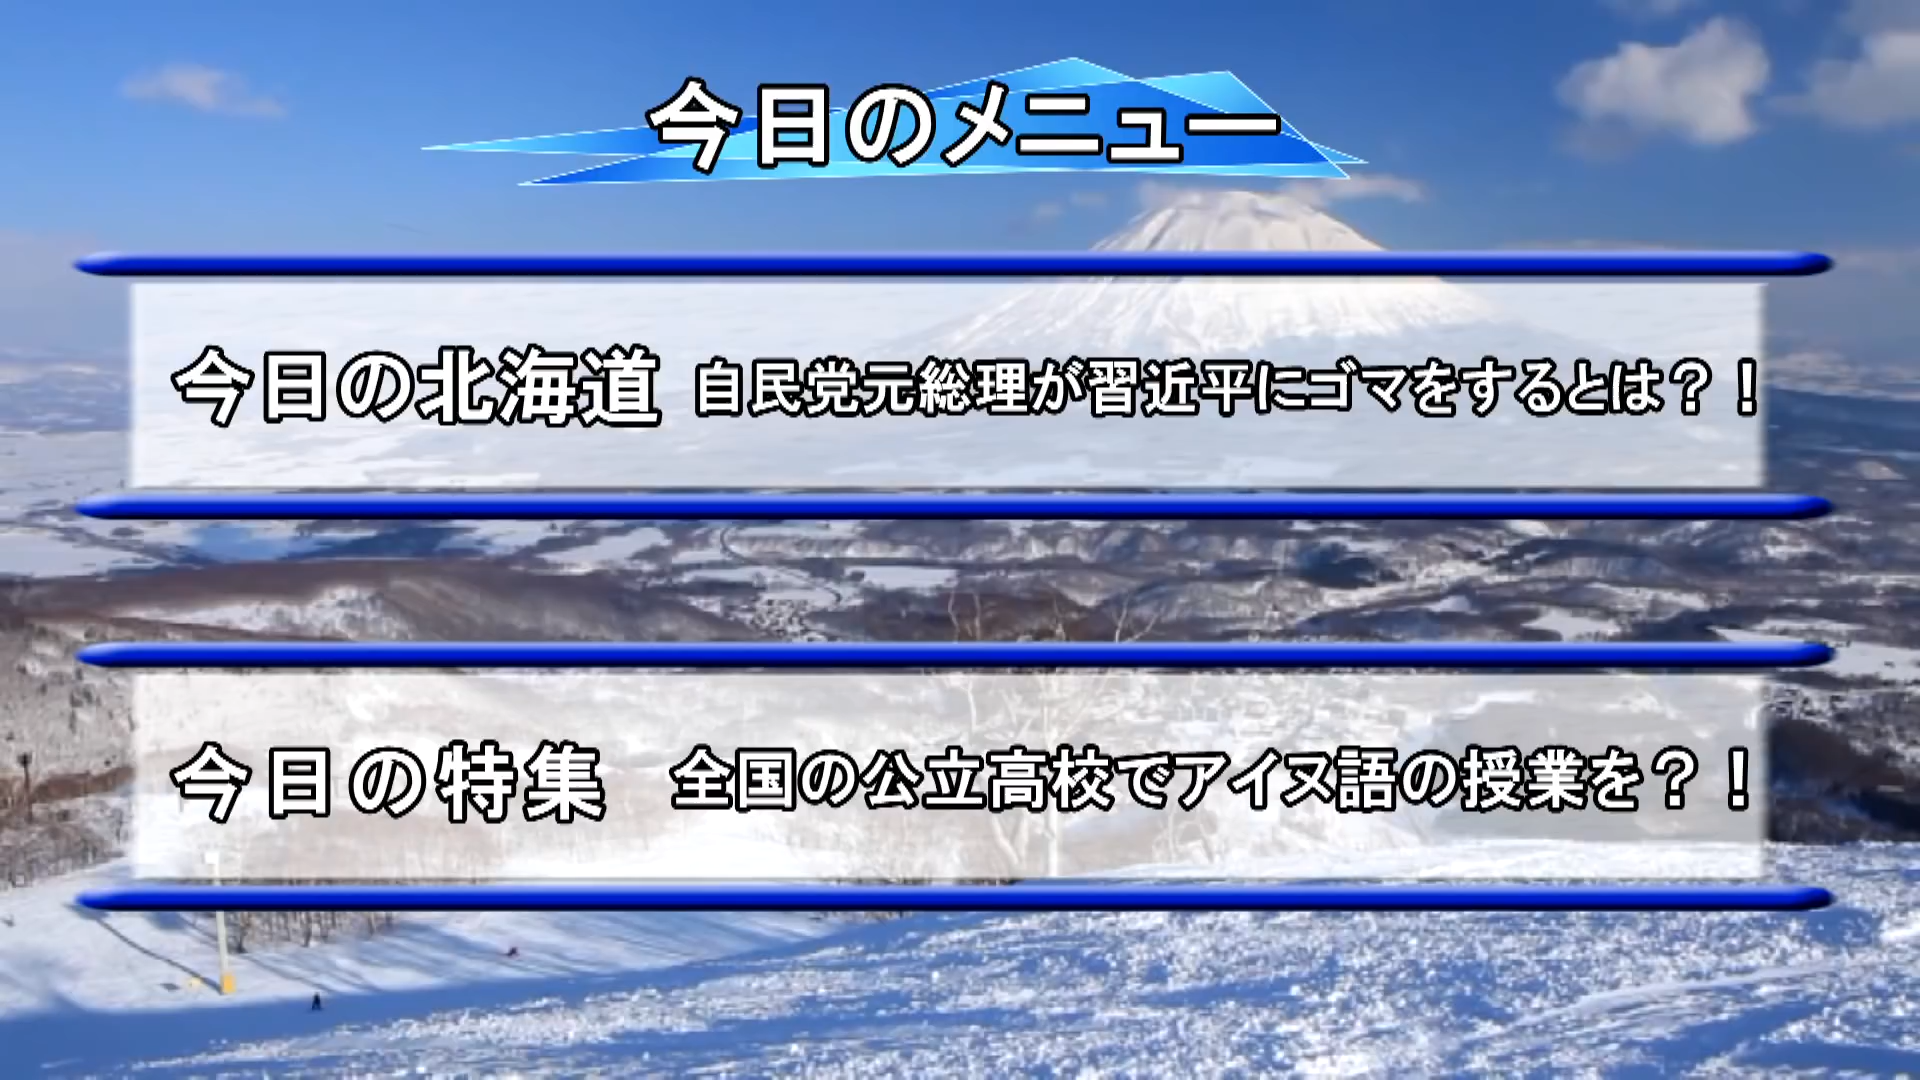 今日のメニュー
今日の北海道 自民党元総理が習近平にゴマをするとは？！
今日の特集 全国の公立高校でアイヌ語の授業を？！